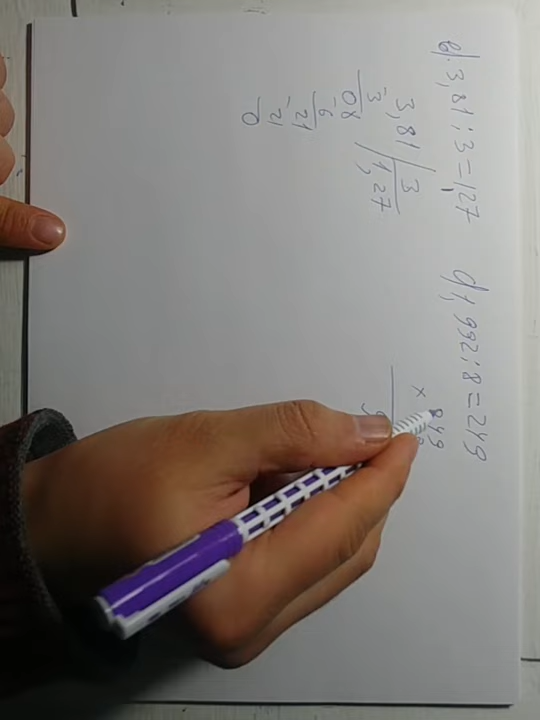 b. 3,81:3=1,27
3,81 / 3
-3 1,27
08
-6
21
-21
0
d. 1,992:8=249
× 249